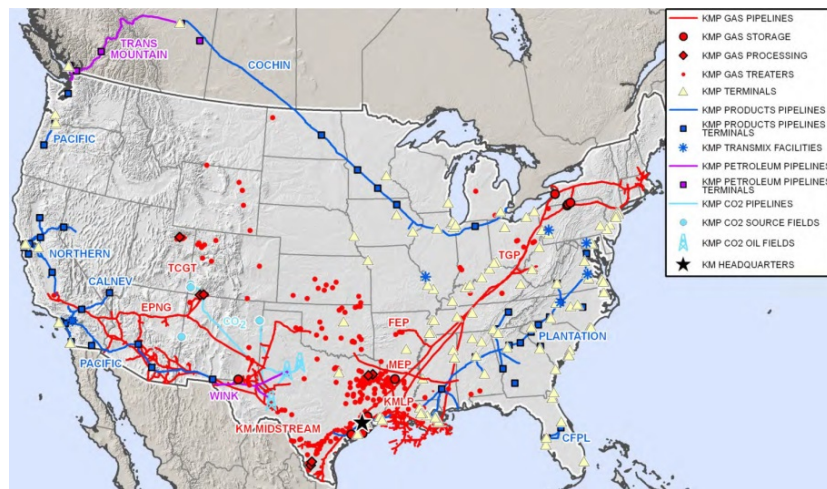 TRANS
MOUNTAIN
COCHIN
PACIFIC
NORTHERN
CALNEV
TCGT
EPNG
CO2
PACIFIC
WINK
KM MIDSTREAM
FEP
MEP
KMLP
TGP
PLANTATION
CFPL
KMP GAS PIPELINES
KMP GAS STORAGE
KMP GAS PROCESSING
KMP GAS TREATERS
KMP TERMINALS
KMP PRODUCTS PIPELINES
KMP PRODUCTS PIPELINES
TERMINALS
KMP TRANSMIX FACILITIES
KMP PETROLEUM PIPELINES
KMP PETROLEUM PIPELINES
TERMINALS
KMP CO2 PIPELINES
KMP CO2 SOURCE FIELDS
KMP CO2 OIL FIELDS
KM HEADQUARTERS